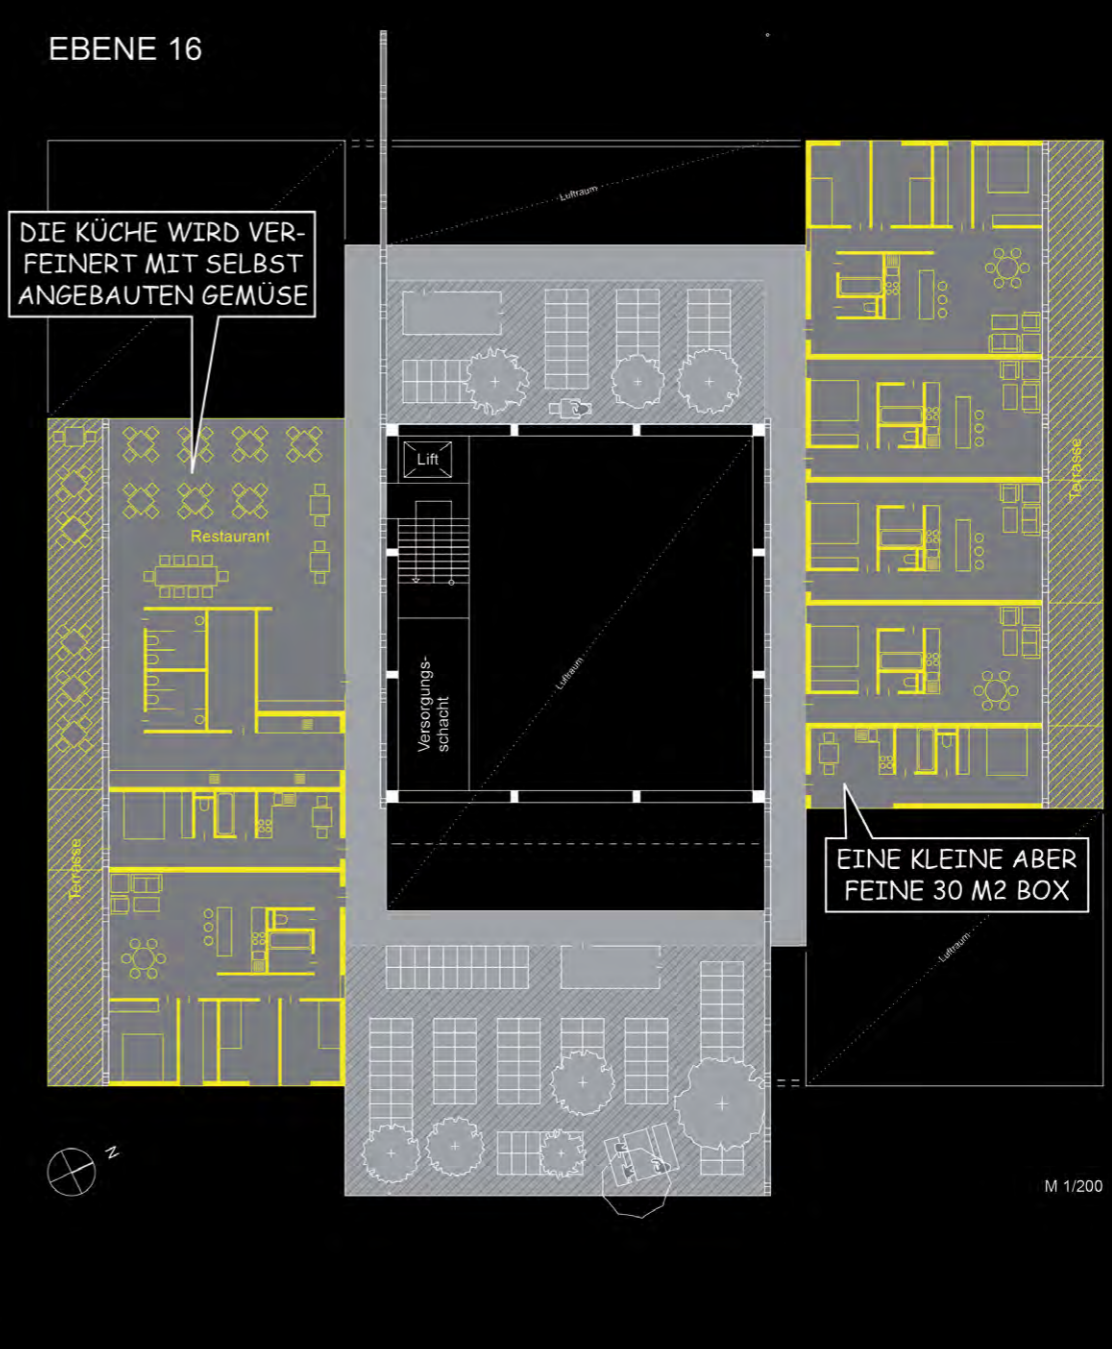 EBENE 16
Luftraum
DIE KÜCHE WIRD VER-
FEINERT MIT SELBST
ANGEBAUTEN GEMÜSE
Lift
Terrasse
Restaurant
Luftraum
Versorgungs-
schacht
Terrasse
EINE KLEINE ABER
FEINE 30 M2 BOX
Luftraum
N
M 1/200